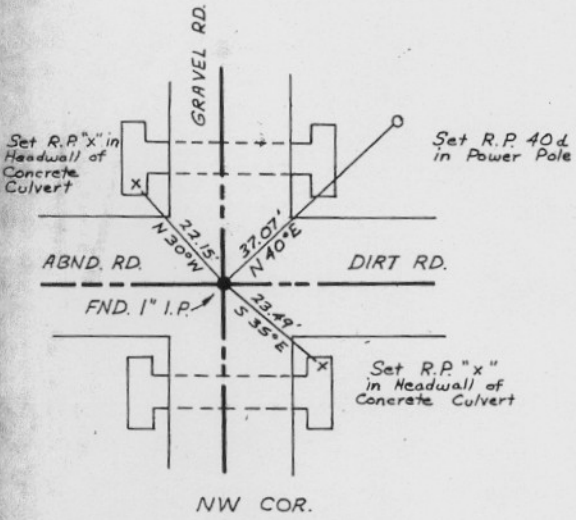 GRAVEL RD.
Set R.P. "x" in
Headwall of
Concrete
Culvert
Set R.P. 40d
in Power Pole
22.15'
N 30°W
37.07'
N 40°E
ABND. RD.
DIRT RD.
FND. 1" I.P.
23.49'
S 35°E
Set R.P. "x"
in Headwall of
Concrete Culvert
NW COR.